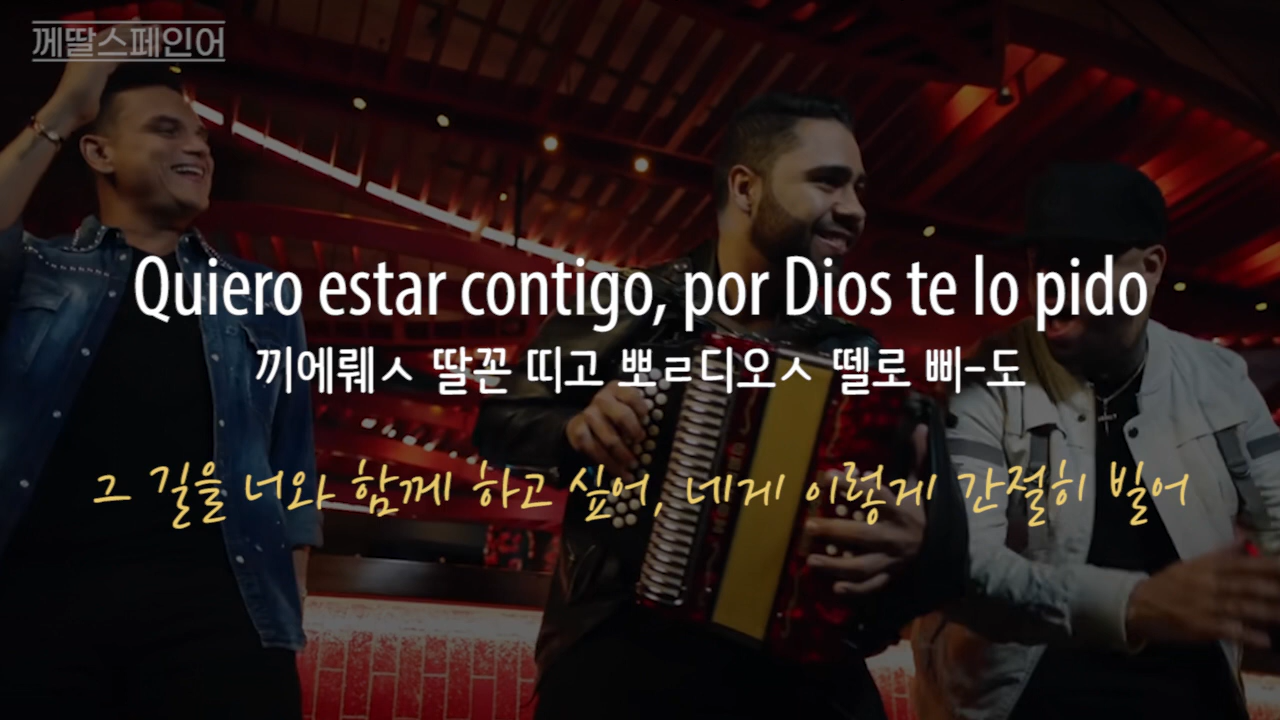 께딸스페인어
Quiero estar contigo, por Dios te lo pido
끼에뤠ㅅ 딸꼰 띠고 뽀ㄹ디오ㅅ 뗄로 삐-도
그 길을 너와 함께 하고 싶어, 네게 이렇게 간절히 빌어